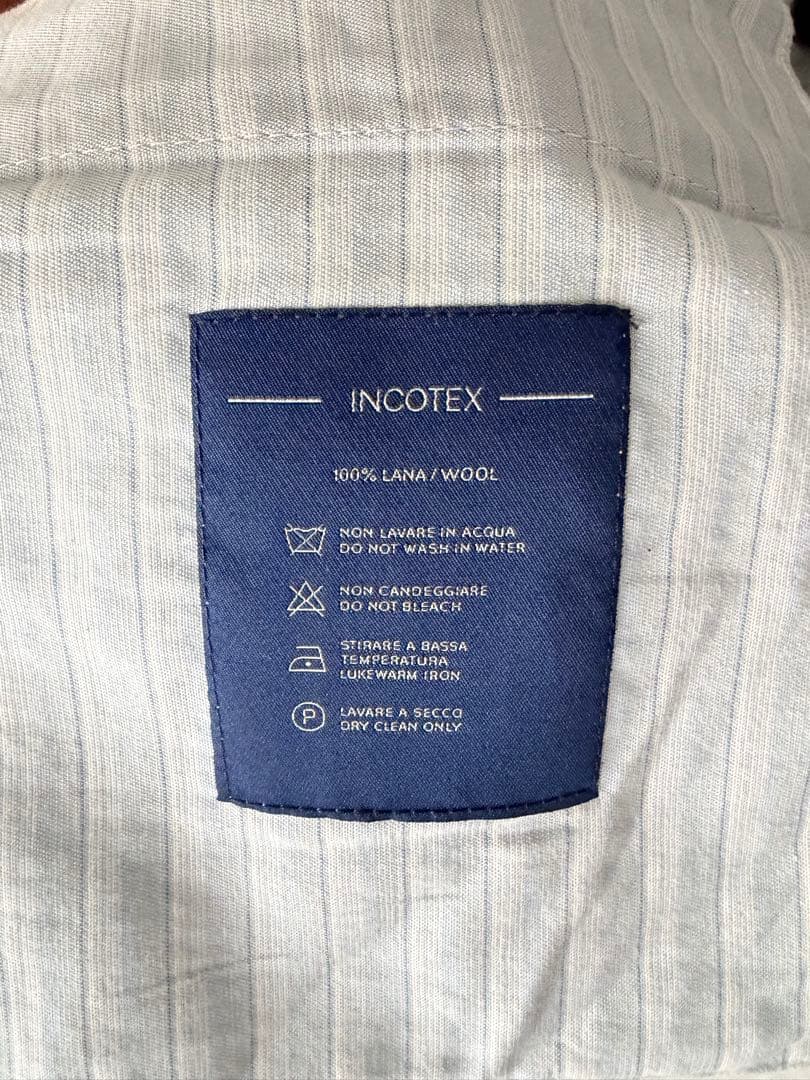 INCOTEX
100% LANA / WOOL
NON LAVARE IN ACQUA
DO NOT WASH IN WATER
NON CANDEGGIARE
DO NOT BLEACH
STIRARE A BASSA
TEMPERATURA
LUKEWARM IRON
P
LAVARE A SECCO
DRY CLEAN ONLY